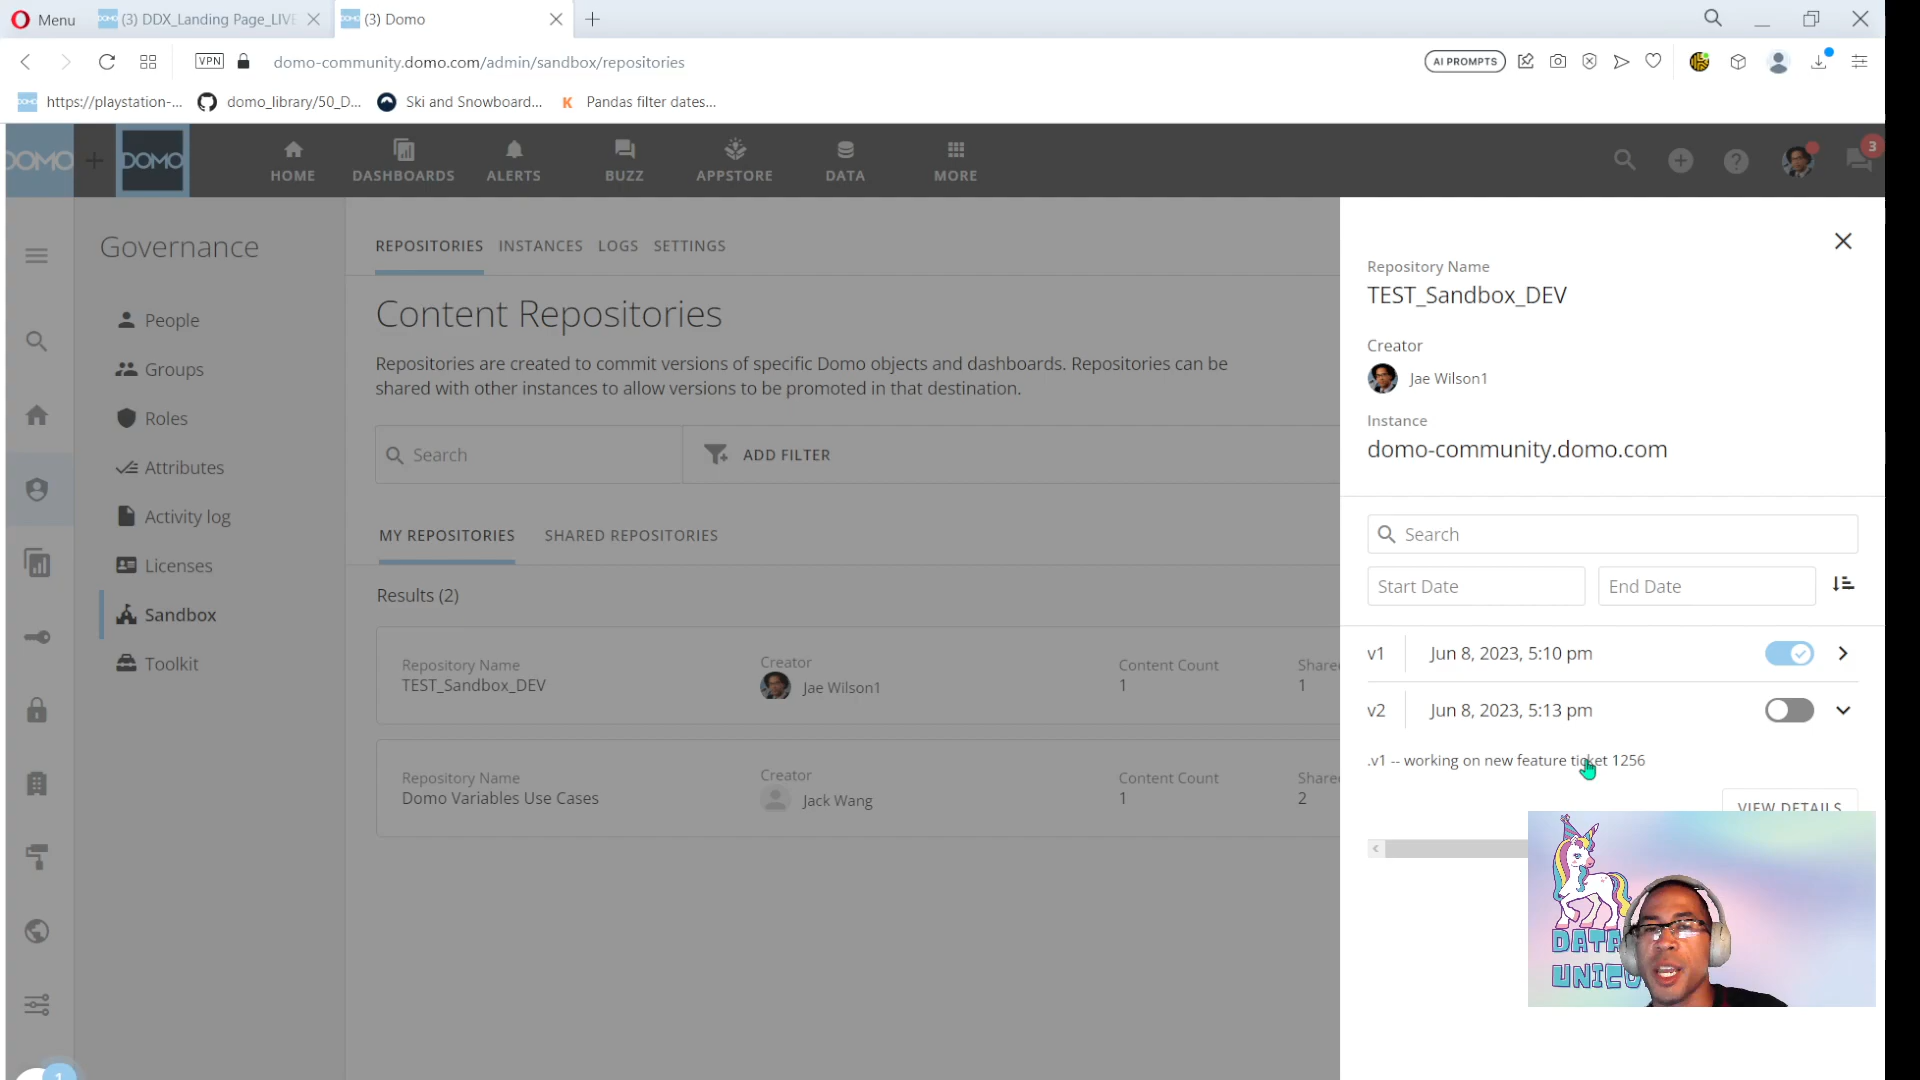 Menu
(3) DDX_Landing Page_LIVE
(3) Domo
VPN
domo-community.domo.com/admin/sandbox/repositories
AI PROMPTS
https://playstation-...
domo_library/50_D...
Ski and Snowboard...
K Pandas filter dates...
DOMO
DOMO
HOME
DASHBOARDS
ALERTS
BUZZ
APPSTORE
DATA
MORE
3
Governance
People
Groups
Roles
Attributes
Activity log
Licenses
Sandbox
Toolkit
1
REPOSITORIES INSTANCES LOGS SETTINGS
Content Repositories
Repositories are created to commit versions of specific Domo objects and dashboards. Repositories can be
shared with other instances to allow versions to be promoted in that destination.
Search
ADD FILTER
MY REPOSITORIES SHARED REPOSITORIES
Results (2)
Repository Name
TEST_Sandbox_DEV
Creator
Jae Wilson1
Content Count
1
Share
1
Repository Name
Domo Variables Use Cases
Creator
Jack Wang
Content Count
1
Share
2
Repository Name
TEST_Sandbox_DEV
Creator
Jae Wilson1
Instance
domo-community.domo.com
Search
Start Date
End Date
v1 Jun 8, 2023, 5:10 pm
v2 Jun 8, 2023, 5:13 pm
.v1 -- working on new feature ticket 1256
VIEW DETAILS
DATA
UNIC